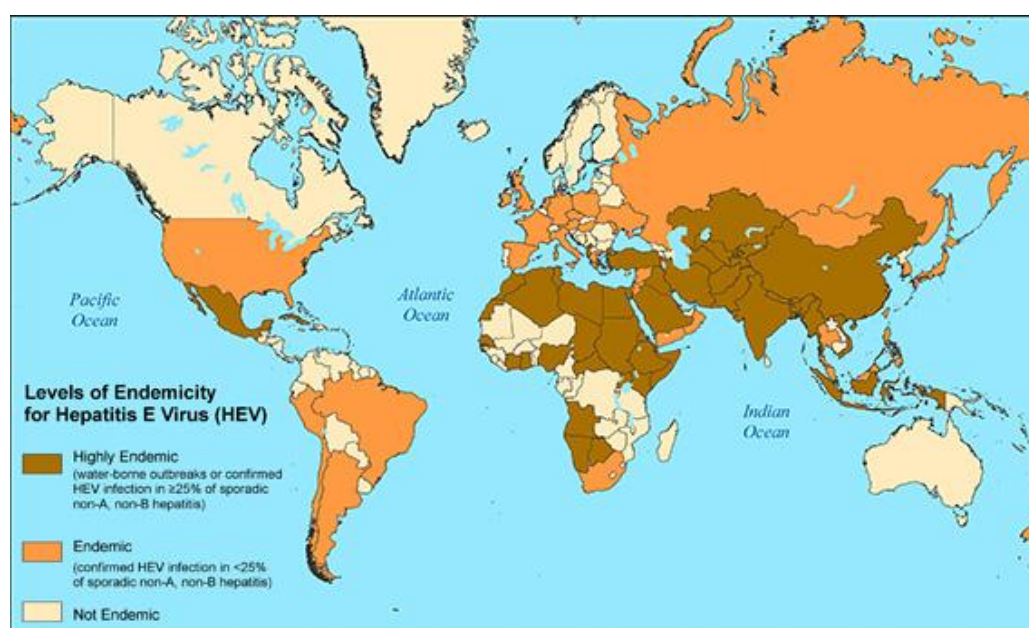 Pacific
Ocean
Atlantic
Ocean
Indian
Ocean
Levels of Endemicity
for Hepatitis E Virus (HEV)
Highly Endemic
(water-borne outbreaks or confirmed
HEV infection in ≥25% of sporadic
non-A, non-B hepatitis)
Endemic
(confirmed HEV infection in <25%
of sporadic non-A, non-B hepatitis)
Not Endemic